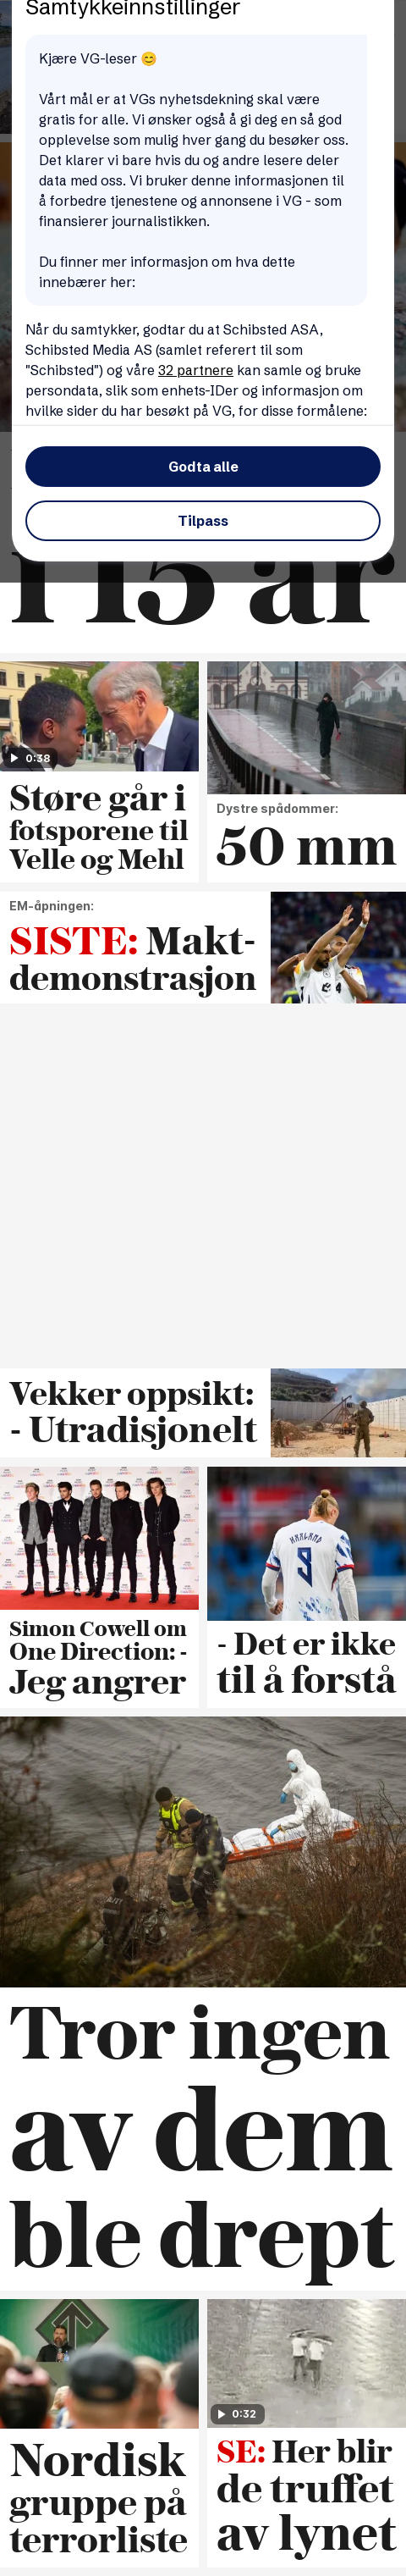 Samtykkeinnstillinger
Kjære VG-leser 😊
Vårt mål er at VGs nyhetsdekning skal være
gratis for alle. Vi ønsker også å gi deg en så god
opplevelse som mulig hver gang du besøker oss.
Det klarer vi bare hvis du og andre lesere deler
data med oss. Vi bruker denne informasjonen til
å forbedre tjenestene og annonsene i VG - som
finansierer journalistikken.
Du finner mer informasjon om hva dette
innebærer her:
Når du samtykker, godtar du at Schibsted ASA,
Schibsted Media AS (samlet referert til som
"Schibsted") og våre 32 partnere kan samle og bruke
persondata, slik som enhets-IDer og informasjon om
hvilke sider du har besøkt på VG, for disse formålene:
Godta alle
Tilpass
i 15 år
0:38
Støre går i
fotsporene til
Velle og Mehl
Dystre spådommer:
50 mm
EM-åpningen:
SISTE: Makt-
demonstrasjon
Vekker oppsikt:
- Utradisjonelt
Simon Cowell om
One Direction: -
Jeg angrer
HAALAND
9
- Det er ikke
til å forstå
Tror ingen
av dem
ble drept
Nordisk
gruppe på
terrorliste
0:32
SE: Her blir
de truffet
av lynet